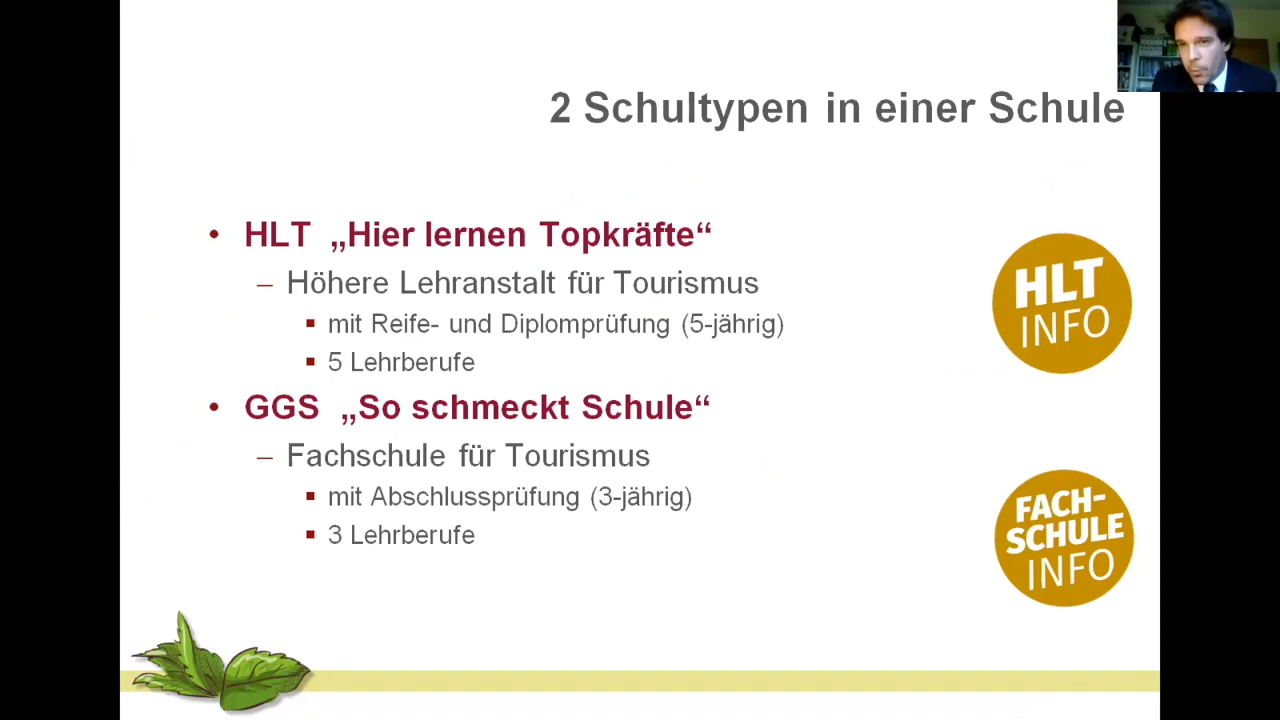 2 Schultypen in einer Schule
• HLT „Hier lernen Topkräfte“
– Höhere Lehranstalt für Tourismus
▪ mit Reife- und Diplomprüfung (5-jährig)
▪ 5 Lehrberufe
• GGS „So schmeckt Schule“
– Fachschule für Tourismus
▪ mit Abschlussprüfung (3-jährig)
▪ 3 Lehrberufe
HLT
INFO
FACH-
SCHULE
INFO